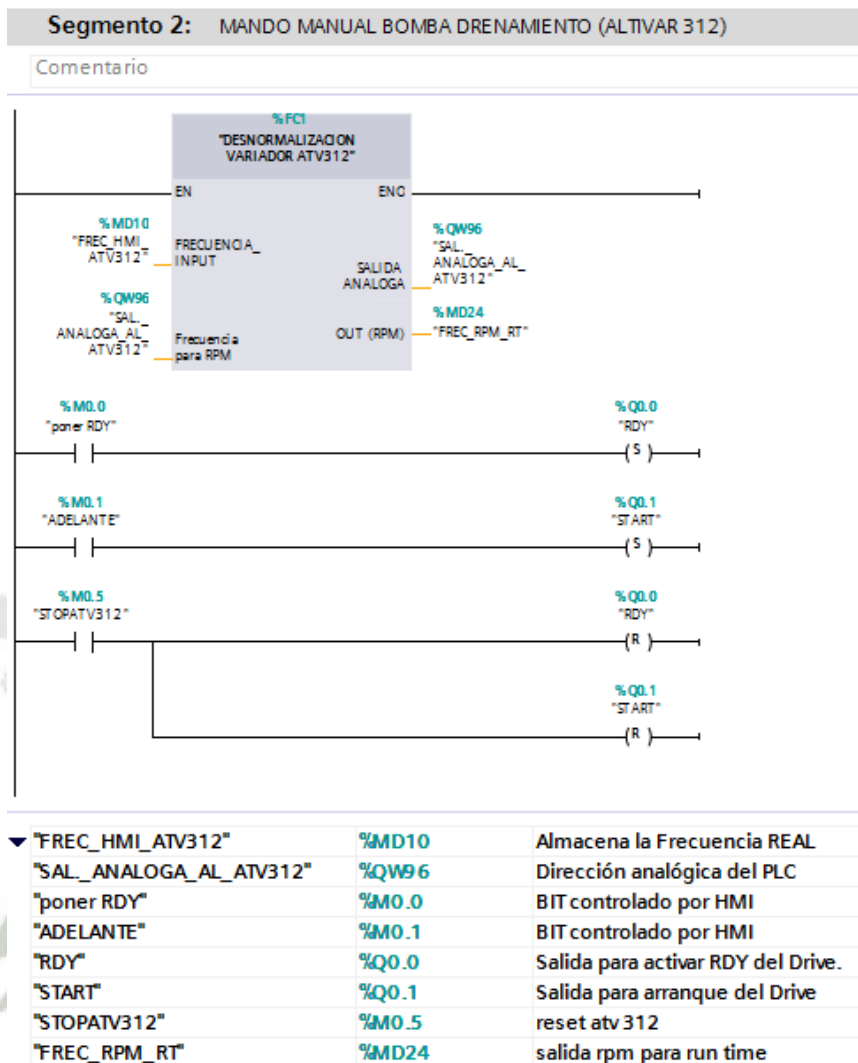 Segmento 2: MANDO MANUAL BOMBA DRENAMIENTO (ALTIVAR 312)
Comentario
%FC1
"DESNORMALIZACION
VARIADOR ATV312"
EN ENO
%MD10
"FREC_HMI_
ATV312"
FRECUENCIA_
INPUT
SALIDA
ANALOGA
%QW96
"SAL._
ANALOGA_AL_
ATV312"
%QW96
"SAL._
ANALOGA_AL_
ATV312"
Frecuencia
para RPM
OUT (RPM)
%MD24
"FREC_RPM_RT"
%M0.0
"poner RDY"
%Q0.0
"RDY"
S
%M0.1
"ADELANTE"
%Q0.1
"START"
S
%M0.5
"STOPATV312"
%Q0.0
"RDY"
R
%Q0.1
"START"
R
"FREC_HMI_ATV312" %MD10 Almacena la Frecuencia REAL
"SAL._ANALOGA_AL_ATV312" %QW96 Dirección analógica del PLC
"poner RDY" %M0.0 BIT controlado por HMI
"ADELANTE" %M0.1 BIT controlado por HMI
"RDY" %Q0.0 Salida para activar RDY del Drive.
"START" %Q0.1 Salida para arranque del Drive
"STOPATV312" %M0.5 reset atv 312
"FREC_RPM_RT" %MD24 salida rpm para run time